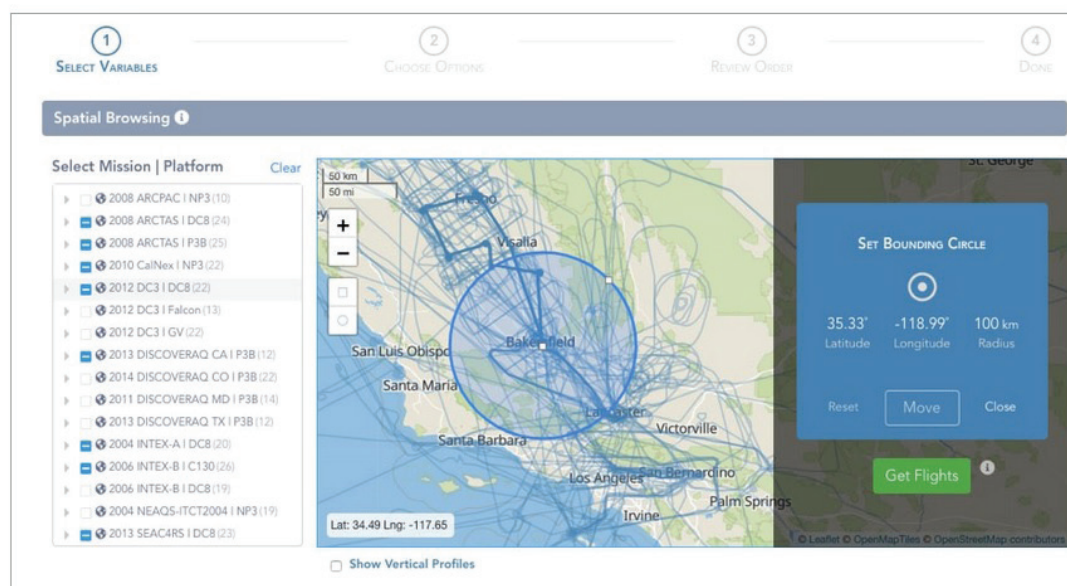 1
2
3
4
SELECT VARIABLES
CHOOSE OPTIONS
REVIEW ORDER
DONE
Spatial Browsing
Select Mission | Platform
Clear
2008 ARCPAC | NP3 (10)
2008 ARCTAS | DC8 (24)
2008 ARCTAS | P3B (25)
2010 CalNex | NP3 (22)
2012 DC3 | DC8 (22)
2012 DC3 | Falcon (13)
2012 DC3 | GV (22)
2013 DISCOVERAQ CA | P3B (12)
2014 DISCOVERAQ CO | P3B (22)
2011 DISCOVERAQ MD | P3B (14)
2013 DISCOVERAQ TX | P3B (12)
2004 INTEX-A | DC8 (20)
2006 INTEX-B | C130 (26)
2006 INTEX-B | DC8 (19)
2004 NEAQS-ITCT2004 | NP3 (19)
2013 SEAC4RS | DC8 (23)
50 km
50 mi
+
−
St. George
Fresno
Visalia
Bakersfield
San Luis Obispo
Santa Maria
Lancaster
Santa Barbara
Victorville
Los Angeles
San Bernardino
Palm Springs
Irvine
Lat: 34.49 Lng: -117.65
SET BOUNDING CIRCLE
35.33° -118.99° 100 km
Latitude Longitude Radius
Reset Move Close
Get Flights
© Leaflet © OpenMapTiles © OpenStreetMap contributors
Show Vertical Profiles